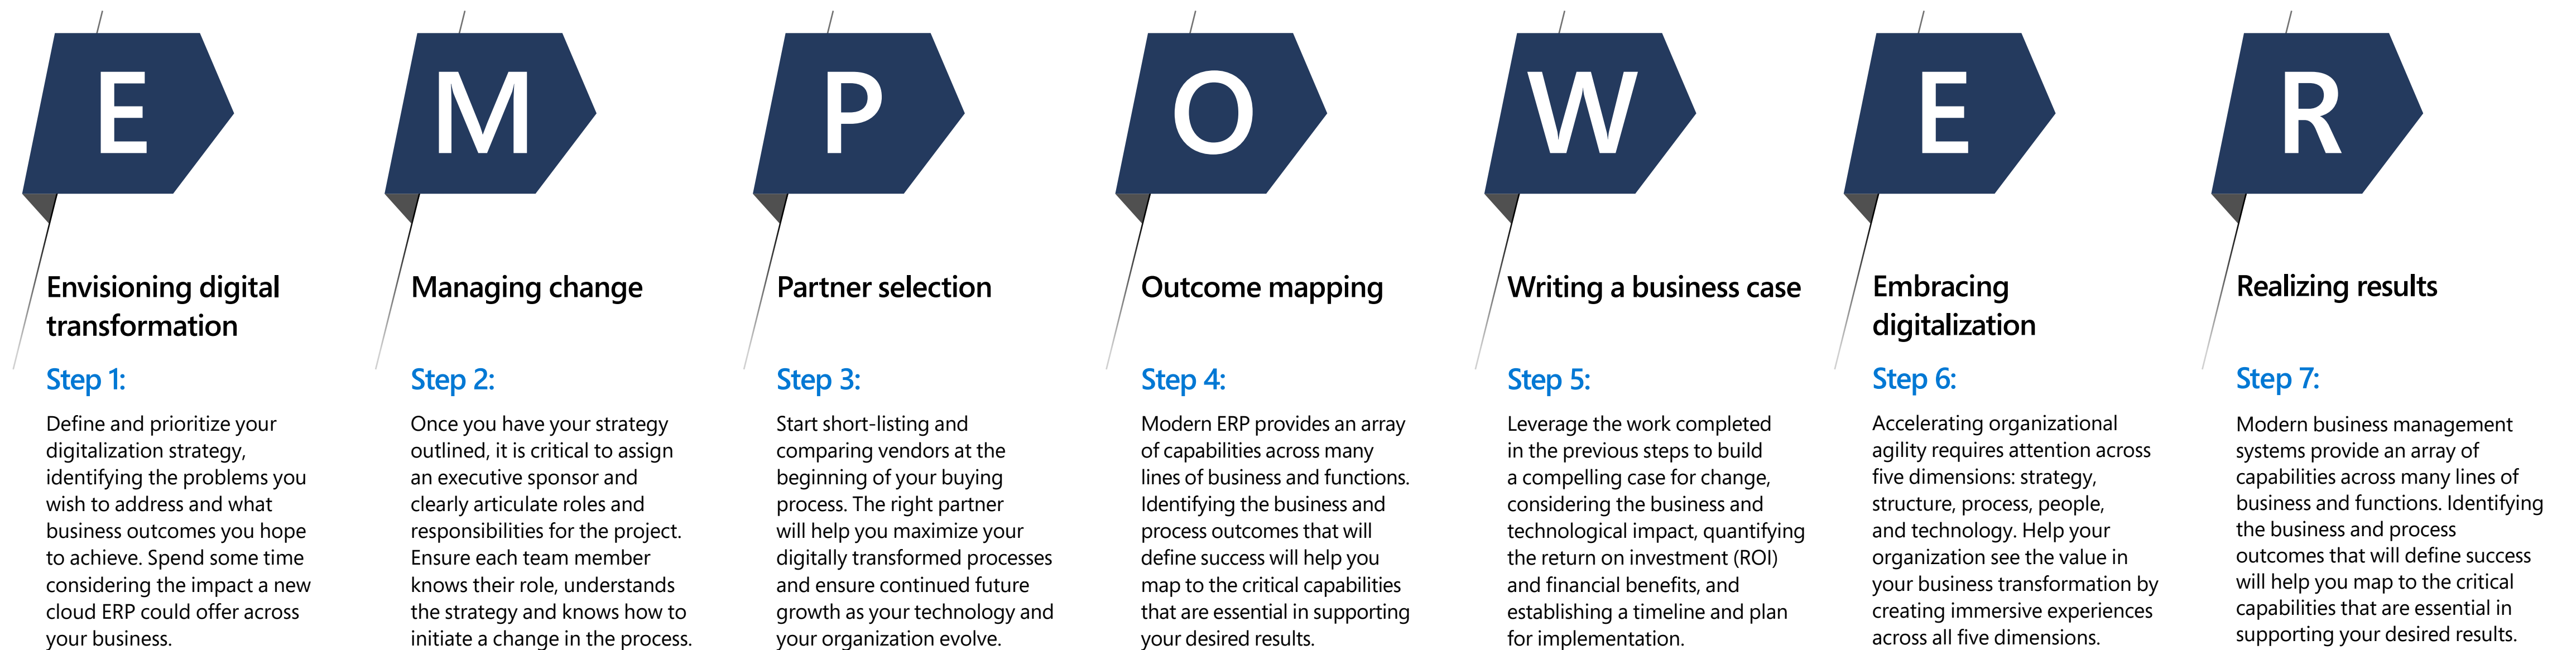 E
Envisioning digital
transformation
Step 1:
Define and prioritize your
digitalization strategy,
identifying the problems you
wish to address and what
business outcomes you hope
to achieve. Spend some time
considering the impact a new
cloud ERP could offer across
your business.
M
Managing change
Step 2:
Once you have your strategy
outlined, it is critical to assign
an executive sponsor and
clearly articulate roles and
responsibilities for the project.
Ensure each team member
knows their role, understands
the strategy and knows how to
initiate a change in the process.
P
Partner selection
Step 3:
Start short-listing and
comparing vendors at the
beginning of your buying
process. The right partner
will help you maximize your
digitally transformed processes
and ensure continued future
growth as your technology and
your organization evolve.
O
Outcome mapping
Step 4:
Modern ERP provides an array
of capabilities across many
lines of business and functions.
Identifying the business and
process outcomes that will
define success will help you
map to the critical capabilities
that are essential in supporting
your desired results.
W
Writing a business case
Step 5:
Leverage the work completed
in the previous steps to build
a compelling case for change,
considering the business and
technological impact, quantifying
the return on investment (ROI)
and financial benefits, and
establishing a timeline and plan
for implementation.
E
Embracing
digitalization
Step 6:
Accelerating organizational
agility requires attention across
five dimensions: strategy,
structure, process, people,
and technology. Help your
organization see the value in
your business transformation by
creating immersive experiences
across all five dimensions.
R
Realizing results
Step 7:
Modern business management
systems provide an array of
capabilities across many lines of
business and functions. Identifying
the business and process
outcomes that will define success
will help you map to the critical
capabilities that are essential in
supporting your desired results.